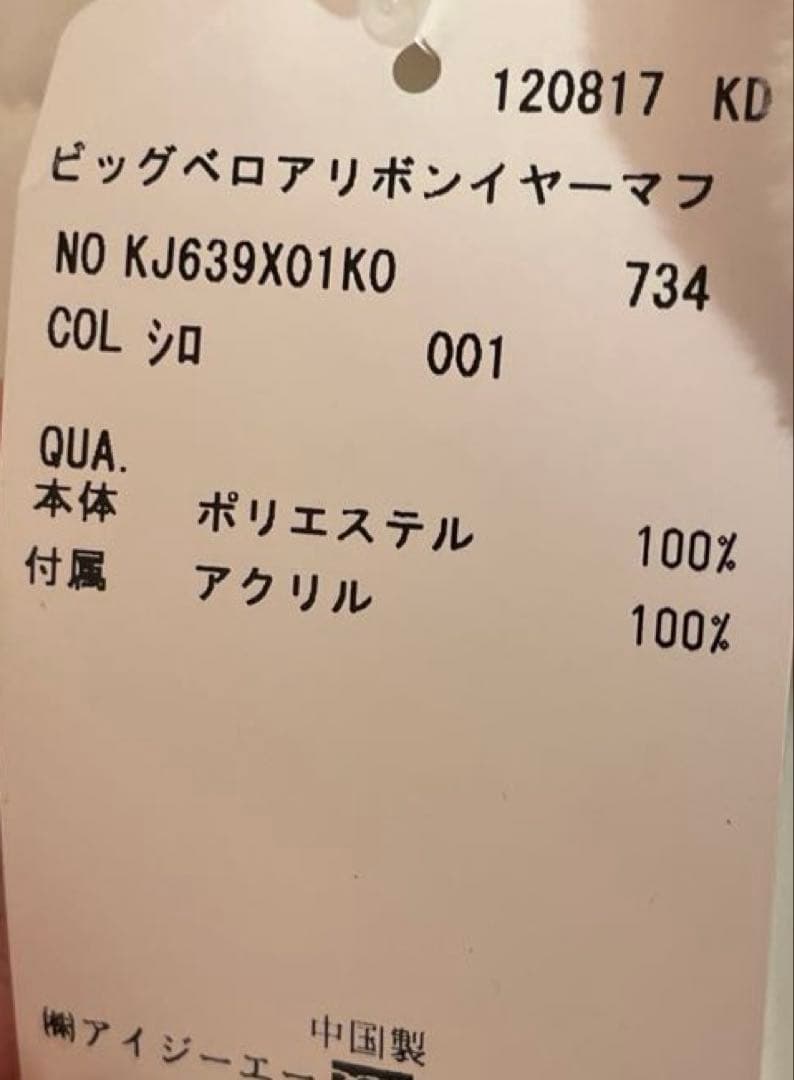 120817 KD
ビッグベロアリボンイヤーマフ
NO KJ639X01KO 734
COL シロ 001
QUA.
本体 ポリエステル 100%
付属 アクリル 100%
中国製
㈱アイジーエー